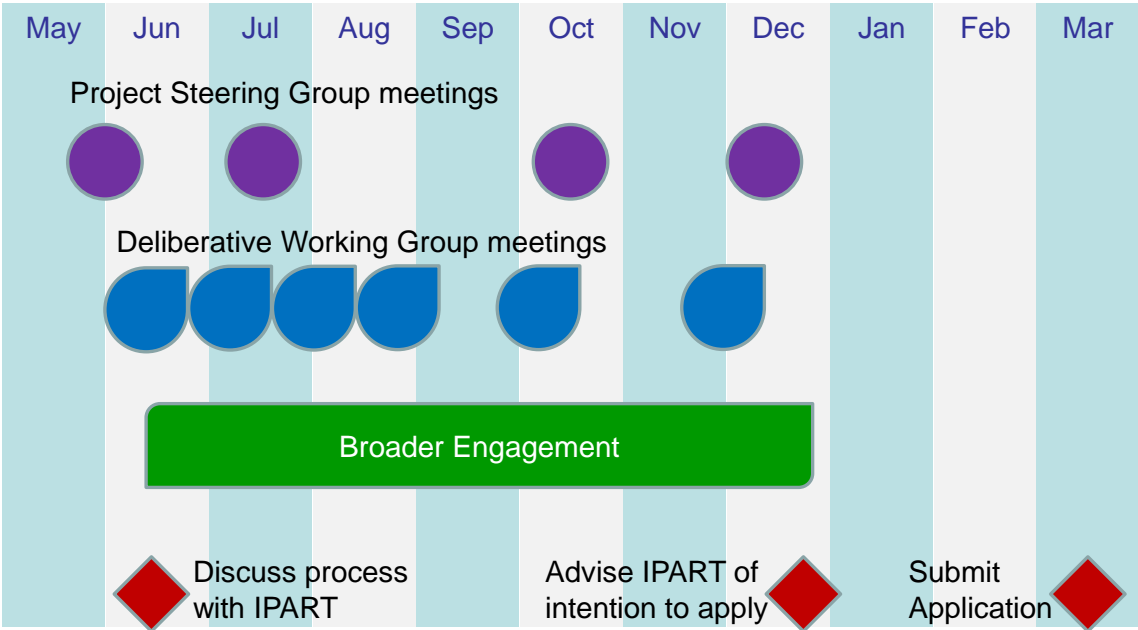 May Jun Jul Aug Sep Oct Nov Dec Jan Feb Mar
Project Steering Group meetings
Deliberative Working Group meetings
Broader Engagement
Discuss process
with IPART
Advise IPART of
intention to apply
Submit
Application